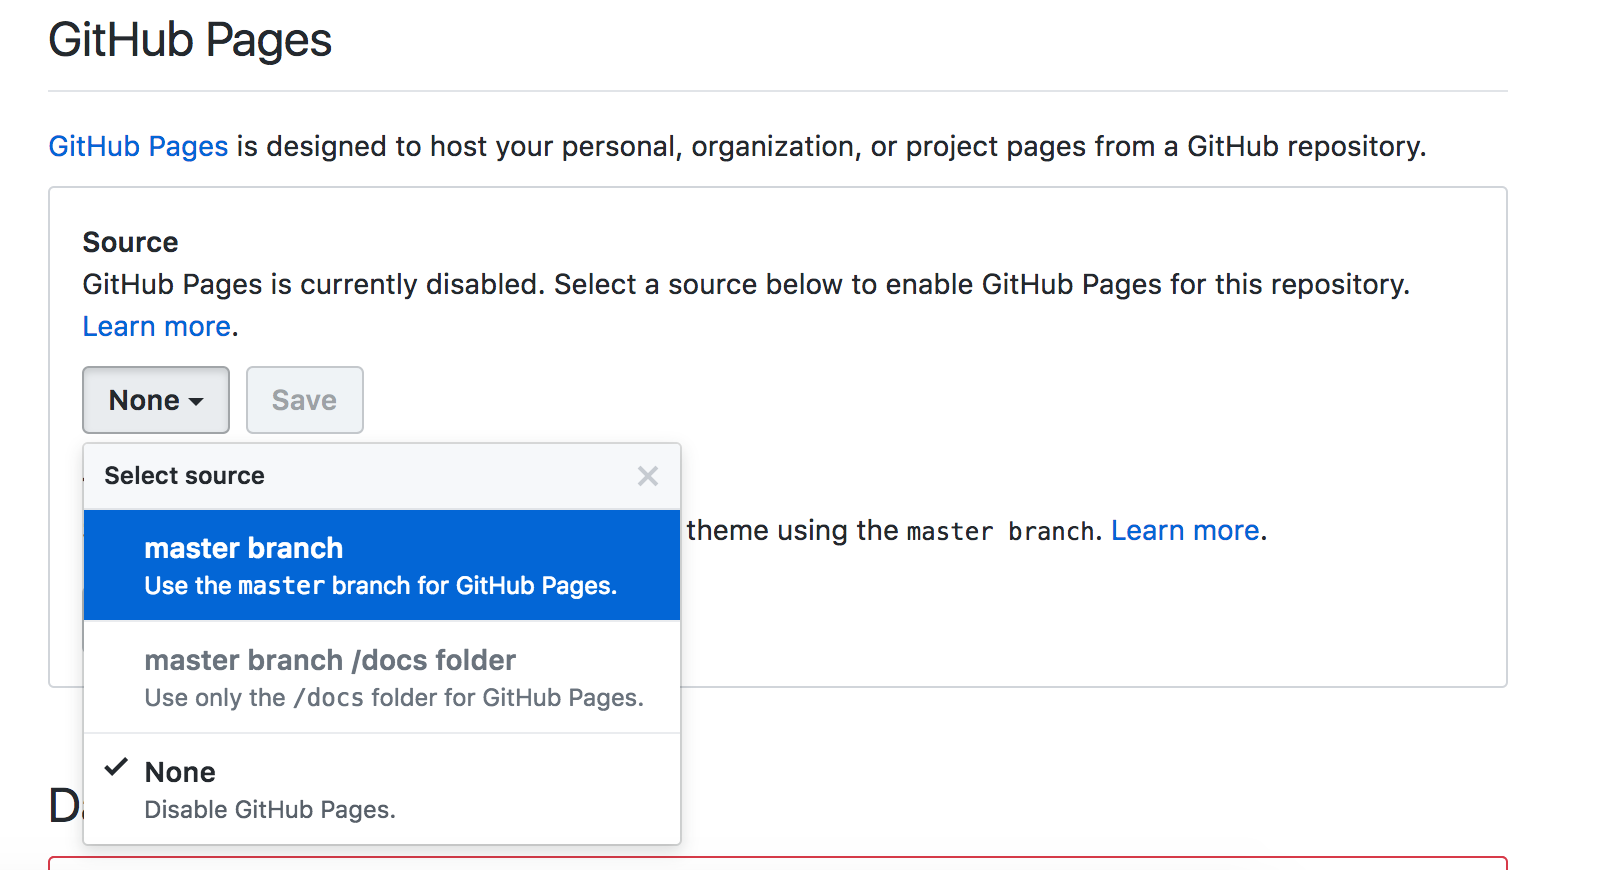 GitHub Pages
GitHub Pages is designed to host your personal, organization, or project pages from a GitHub repository.
Source
GitHub Pages is currently disabled. Select a source below to enable GitHub Pages for this repository.
Learn more.
None
Save
Select source
theme using the master branch. Learn more.
master branch
Use the master branch for GitHub Pages.
master branch /docs folder
Use only the /docs folder for GitHub Pages.
None
Disable GitHub Pages.